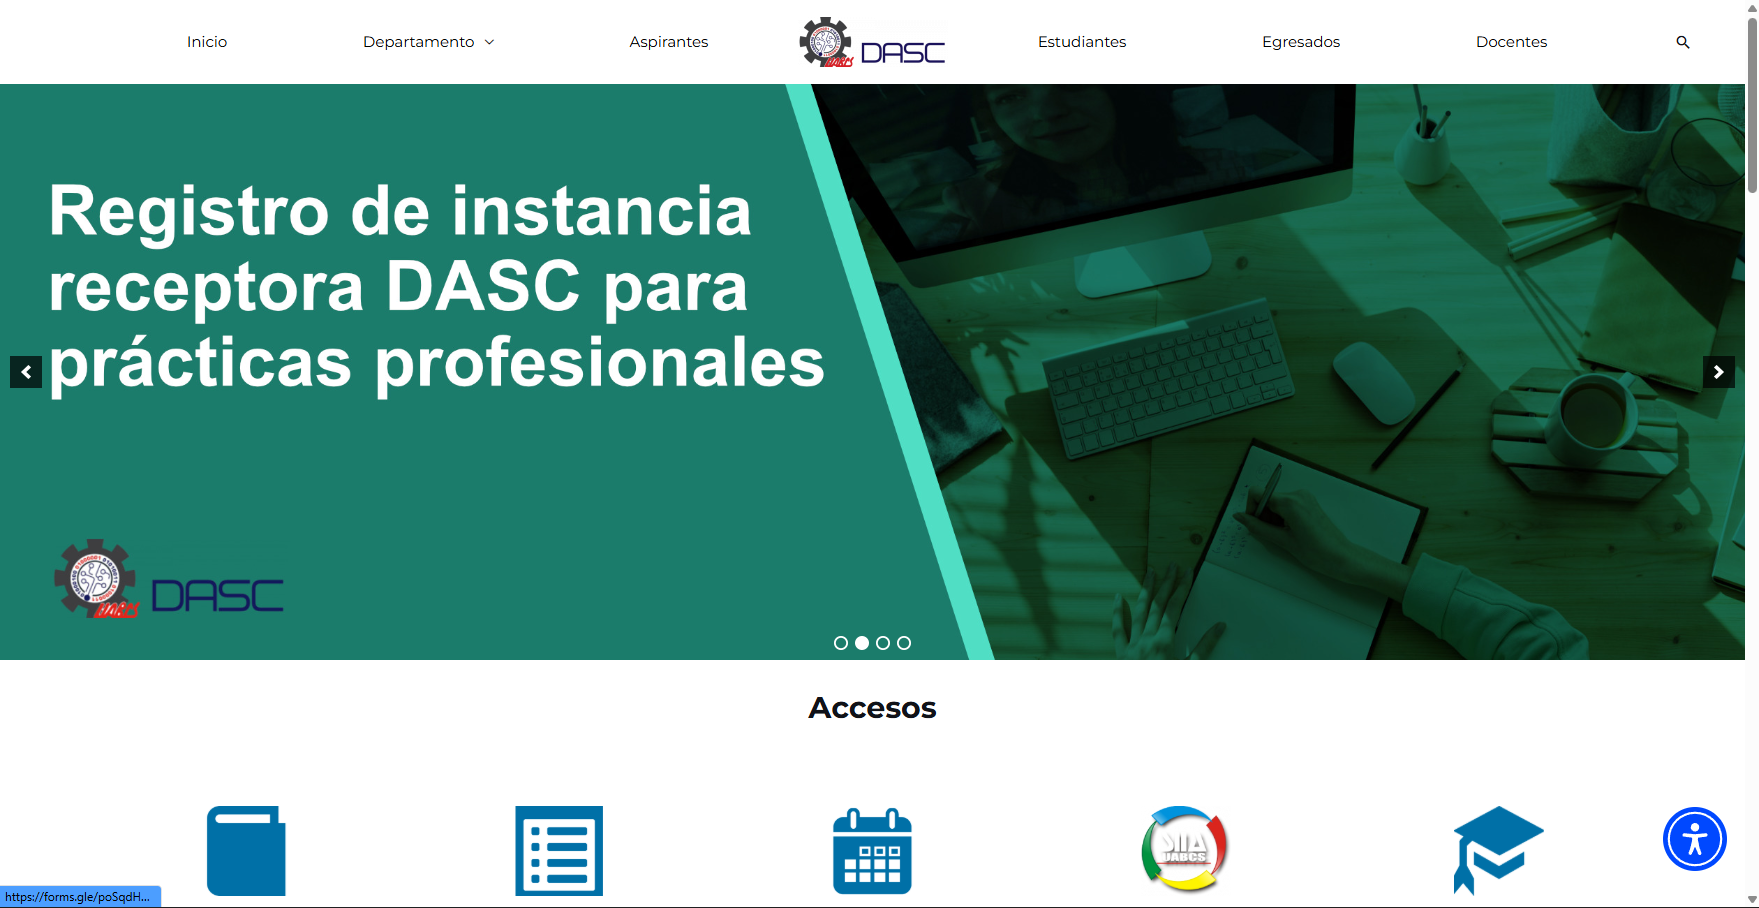 Inicio
Departamento
Aspirantes
DASC
Estudiantes
Egresados
Docentes
Registro de instancia
receptora DASC para
prácticas profesionales
UABCS
DASC
Accesos
SIIA
UABCS
https://forms.gle/poSqdH...